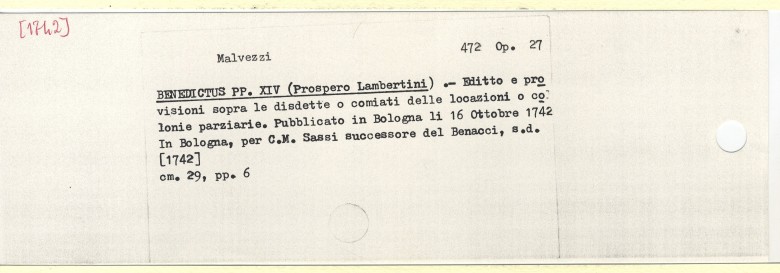 [1742]
Malvezzi
472 Op. 27
BENEDICTUS PP. XIV (Prospero Lambertini) .- Editto e pro
visioni sopra le disdette o comiati delle locazioni o co:
lonie parziarie. Pubblicato in Bologna li 16 Ottobre 1742
In Bologna, per C.M. Sassi successore del Benacci, s.d.
[1742]
cm. 29, pp. 6